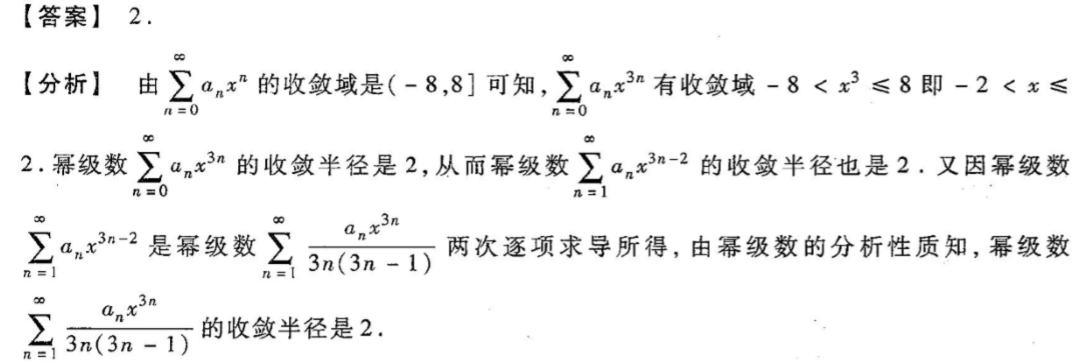 【答案】 2.
【分析】 由 $\sum_{n=0}^{\infty} a_n x^n$ 的收敛域是(-8,8]可知, $\sum_{n=0}^{\infty} a_n x^{3n}$ 有收敛域 $-8 < x^3 \leqslant 8$ 即 $-2 < x \leqslant$
2.幂级数 $\sum_{n=0}^{\infty} a_n x^{3n}$ 的收敛半径是2,从而幂级数 $\sum_{n=1}^{\infty} a_n x^{3n-2}$ 的收敛半径也是2.又因幂级数
$\sum_{n=1}^{\infty} a_n x^{3n-2}$ 是幂级数 $\sum_{n=1}^{\infty} \frac{a_n x^{3n}}{3n(3n-1)}$ 两次逐项求导所得,由幂级数的分析性质知,幂级数
$\sum_{n=1}^{\infty} \frac{a_n x^{3n}}{3n(3n-1)}$ 的收敛半径是2.